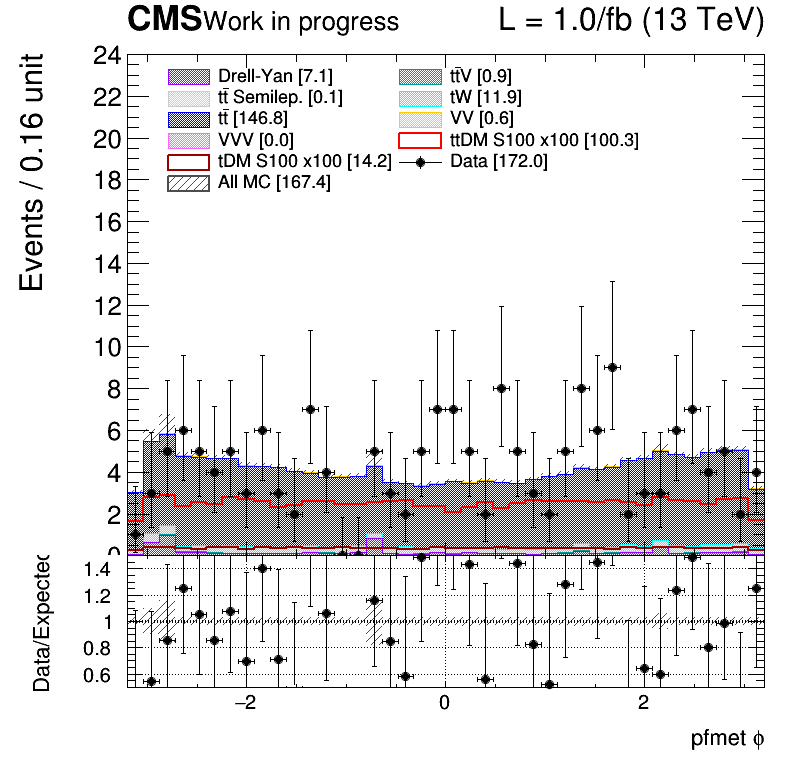 CMS Work in progress L = 1.0/fb (13 TeV)
Events / 0.16 unit
24
22
20
18
16
14
12
10
8
6
4
2
0
Drell-Yan [7.1] tt̄V [0.9]
tt̄ Semilep. [0.1] tW [11.9]
tt̄ [146.8] VV [0.6]
VVV [0.0] ttDM S100 x100 [100.3]
tDM S100 x100 [14.2] Data [172.0]
All MC [167.4]
Data/Expected
1.4
1.2
1
0.8
0.6
−2 0 2
pfmet ϕ